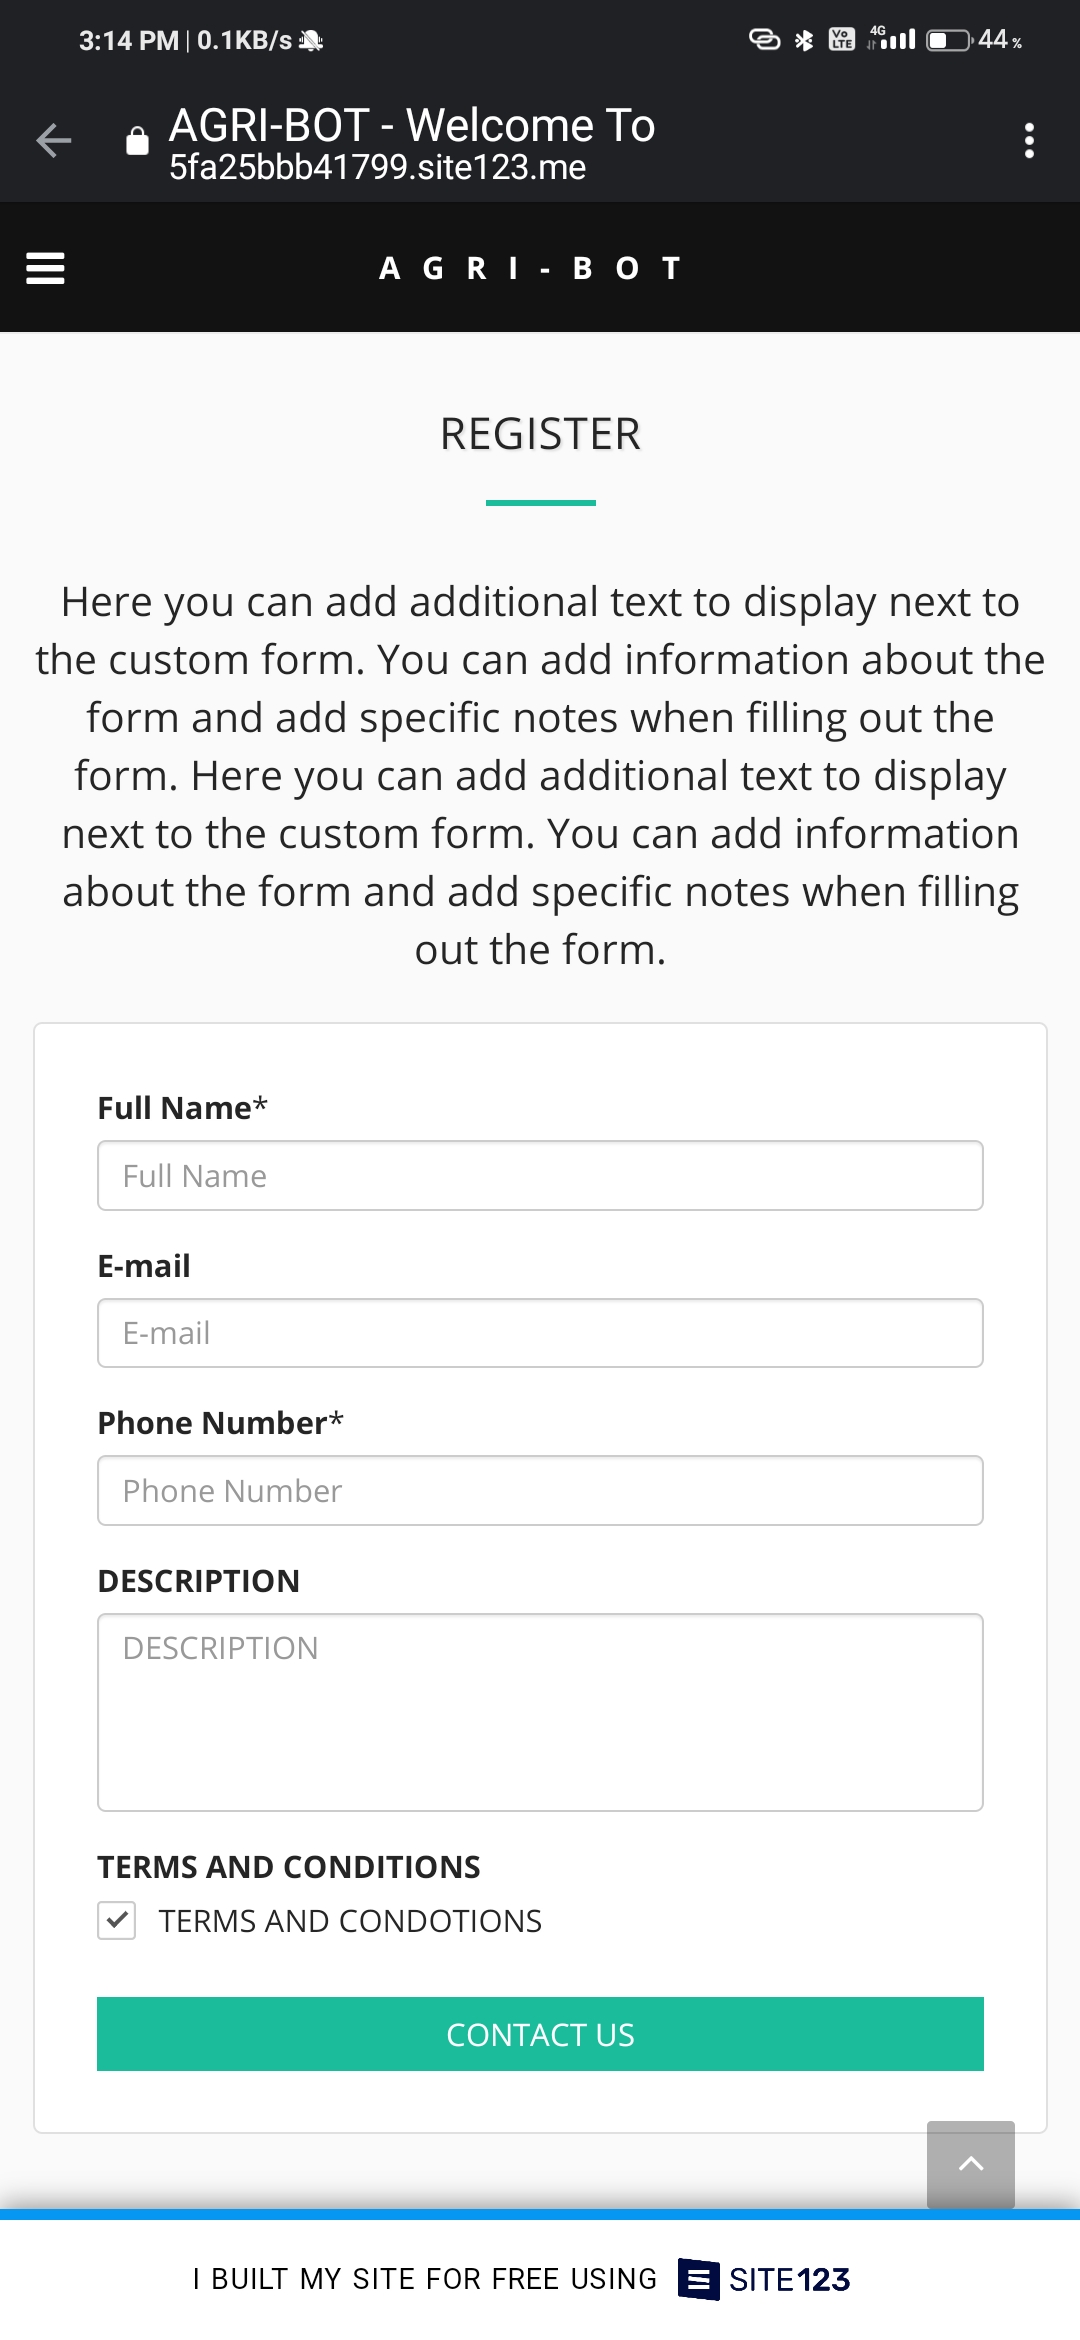 3:14 PM | 0.1KB/s
Vo LTE 4G 44%
AGRI-BOT - Welcome To
5fa25bbb41799.site123.me
AGRI-BOT
REGISTER
Here you can add additional text to display next to
the custom form. You can add information about the
form and add specific notes when filling out the
form. Here you can add additional text to display
next to the custom form. You can add information
about the form and add specific notes when filling
out the form.
Full Name*
Full Name
E-mail
E-mail
Phone Number*
Phone Number
DESCRIPTION
DESCRIPTION
TERMS AND CONDITIONS
TERMS AND CONDOTIONS
CONTACT US
I BUILT MY SITE FOR FREE USING SITE123